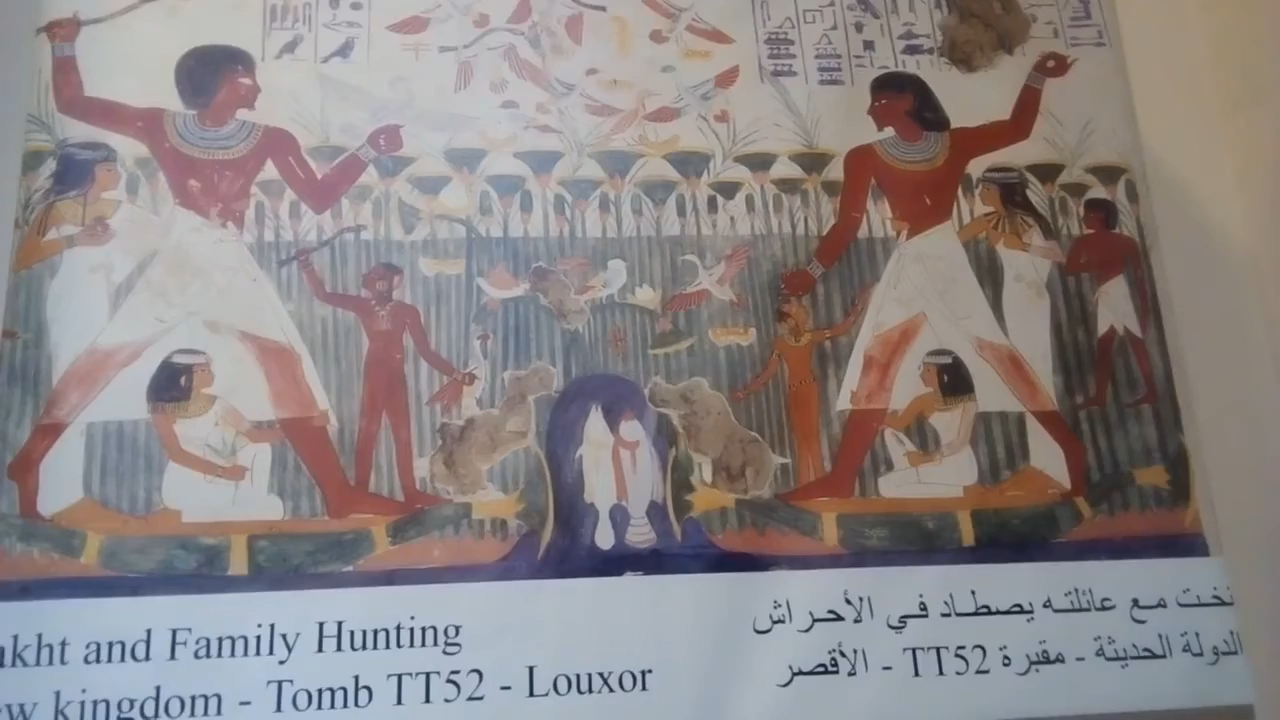 akht and Family Hunting
ew kingdom - Tomb TT52 - Louxor
نخت مع عائلته يصطاد في الأحراش
الدولة الحديثة - مقبرة TT52 - الأقصر